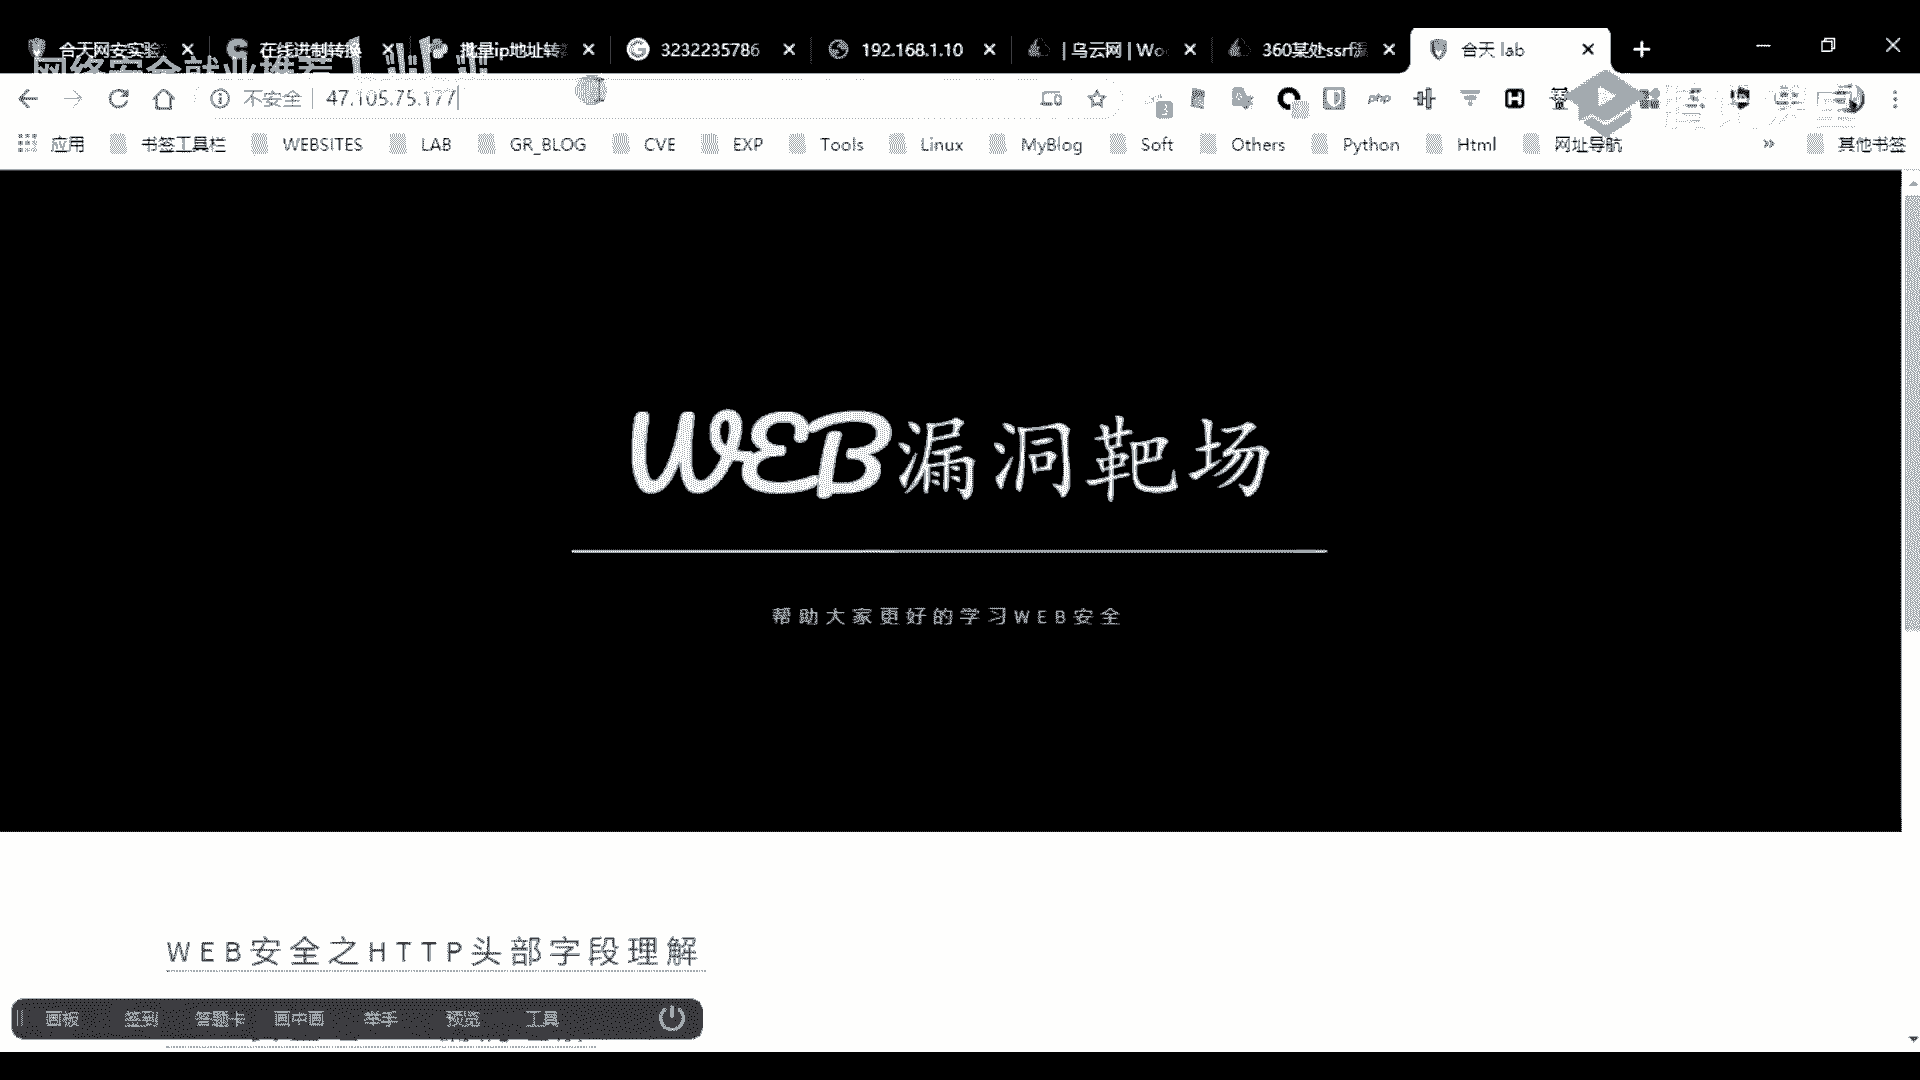 合天网安实验
在线进制转换
批量ip地址转
3232235786
192.168.1.10
| 乌云网 | Wo
360某处ssrf漏
合天 lab
网络安全就业推荐
不安全
47.105.75.177
php
应用
书签工具栏
WEBSITES
LAB
GR_BLOG
CVE
EXP
Tools
Linux
MyBlog
Soft
Others
Python
Html
网址导航
»
其他书签
WEB漏洞靶场
帮助大家更好的学习WEB安全
WEB安全之HTTP头部字段理解
画板
签到
答题卡
画中画
举手
预览
工具